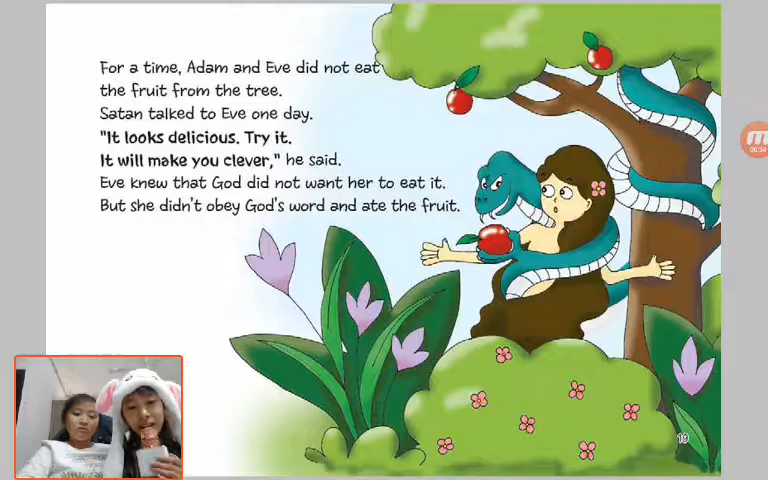 For a time, Adam and Eve did not eat
the fruit from the tree.
Satan talked to Eve one day.
"It looks delicious. Try it.
It will make you clever," he said.
Eve knew that God did not want her to eat it.
But she didn't obey God's word and ate the fruit.
19